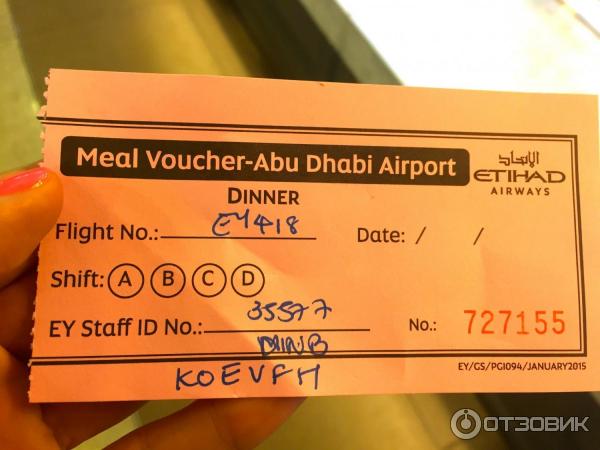 Meal Voucher-Abu Dhabi Airport
الإتحاد
ETIHAD
AIRWAYS
DINNER
Flight No.: EY418 Date: / /
Shift: A B C D
35577
EY Staff ID No.: No.: 727155
KOEVFH
EY/GS/PGI094/JANUARY2015
ОТЗОВИК